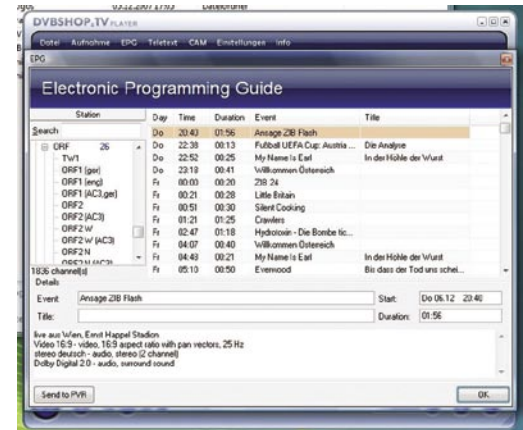 03.12.2007 17:03 Dateiordner
DVBSHOP.TV PLAYER
Datei Aufnahme EPG Teletext CAM Einstellungen Info
EPG
Electronic Programming Guide
Station Day Time Duration Event Title
Search
Do 20:40 01:56 Ansage ZIB Flash
ORF 26 Do 22:38 00:13 Fußball UEFA Cup: Austria ... Die Analyse
TW1 Do 22:52 00:25 My Name Is Earl In der Höhle der Wurst
ORF1 (ger) Do 23:18 00:41 Willkommen Österreich
ORF1 (eng) Fr 00:00 00:20 ZIB 24
ORF1 (AC3,ger) Fr 00:21 00:28 Little Britain
ORF2 Fr 00:51 00:30 Silent Cooking
ORF2 (AC3) Fr 01:21 01:25 Crawlers
ORF2 W Fr 02:47 01:18 Hydrotoxin - Die Bombe tic...
ORF2 W (AC3) Fr 04:07 00:40 Willkommen Österreich
ORF2 N Fr 04:48 00:21 My Name Is Earl In der Höhle der Wurst
ORF2 N (AC3) Fr 05:10 00:50 Everwood Bis dass der Tod uns schei...
1836 channel(s)
Details
Event: Ansage ZIB Flash Start: Do 06.12 20:40
Title: Duration: 01:56
live aus Wien, Ernst Happel Stadion
Video 16:9 - video, 16:9 aspect ratio with pan vectors, 25 Hz
stereo deutsch - audio, stereo (2 channel)
Dolby Digital 2.0 - audio, surround sound
Send to PVR OK